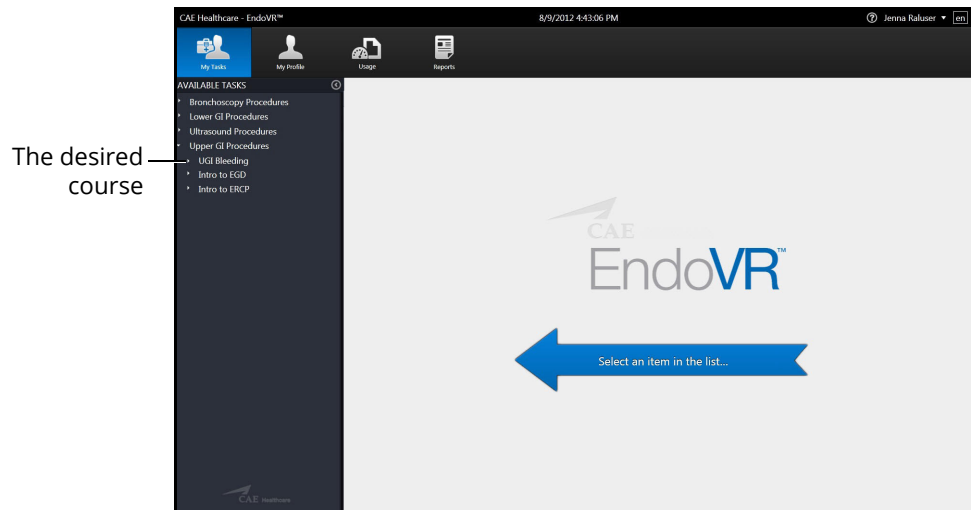 CAE Healthcare - EndoVR™
8/9/2012 4:43:06 PM
? Jenna Raluser ▾ en
My Tasks
My Profile
Usage
Reports
AVAILABLE TASKS
Bronchoscopy Procedures
Lower GI Procedures
Ultrasound Procedures
Upper GI Procedures
UGI Bleeding
Intro to EGD
Intro to ERCP
The desired
course
CAE
EndoVR™
Select an item in the list...
CAE Healthcare